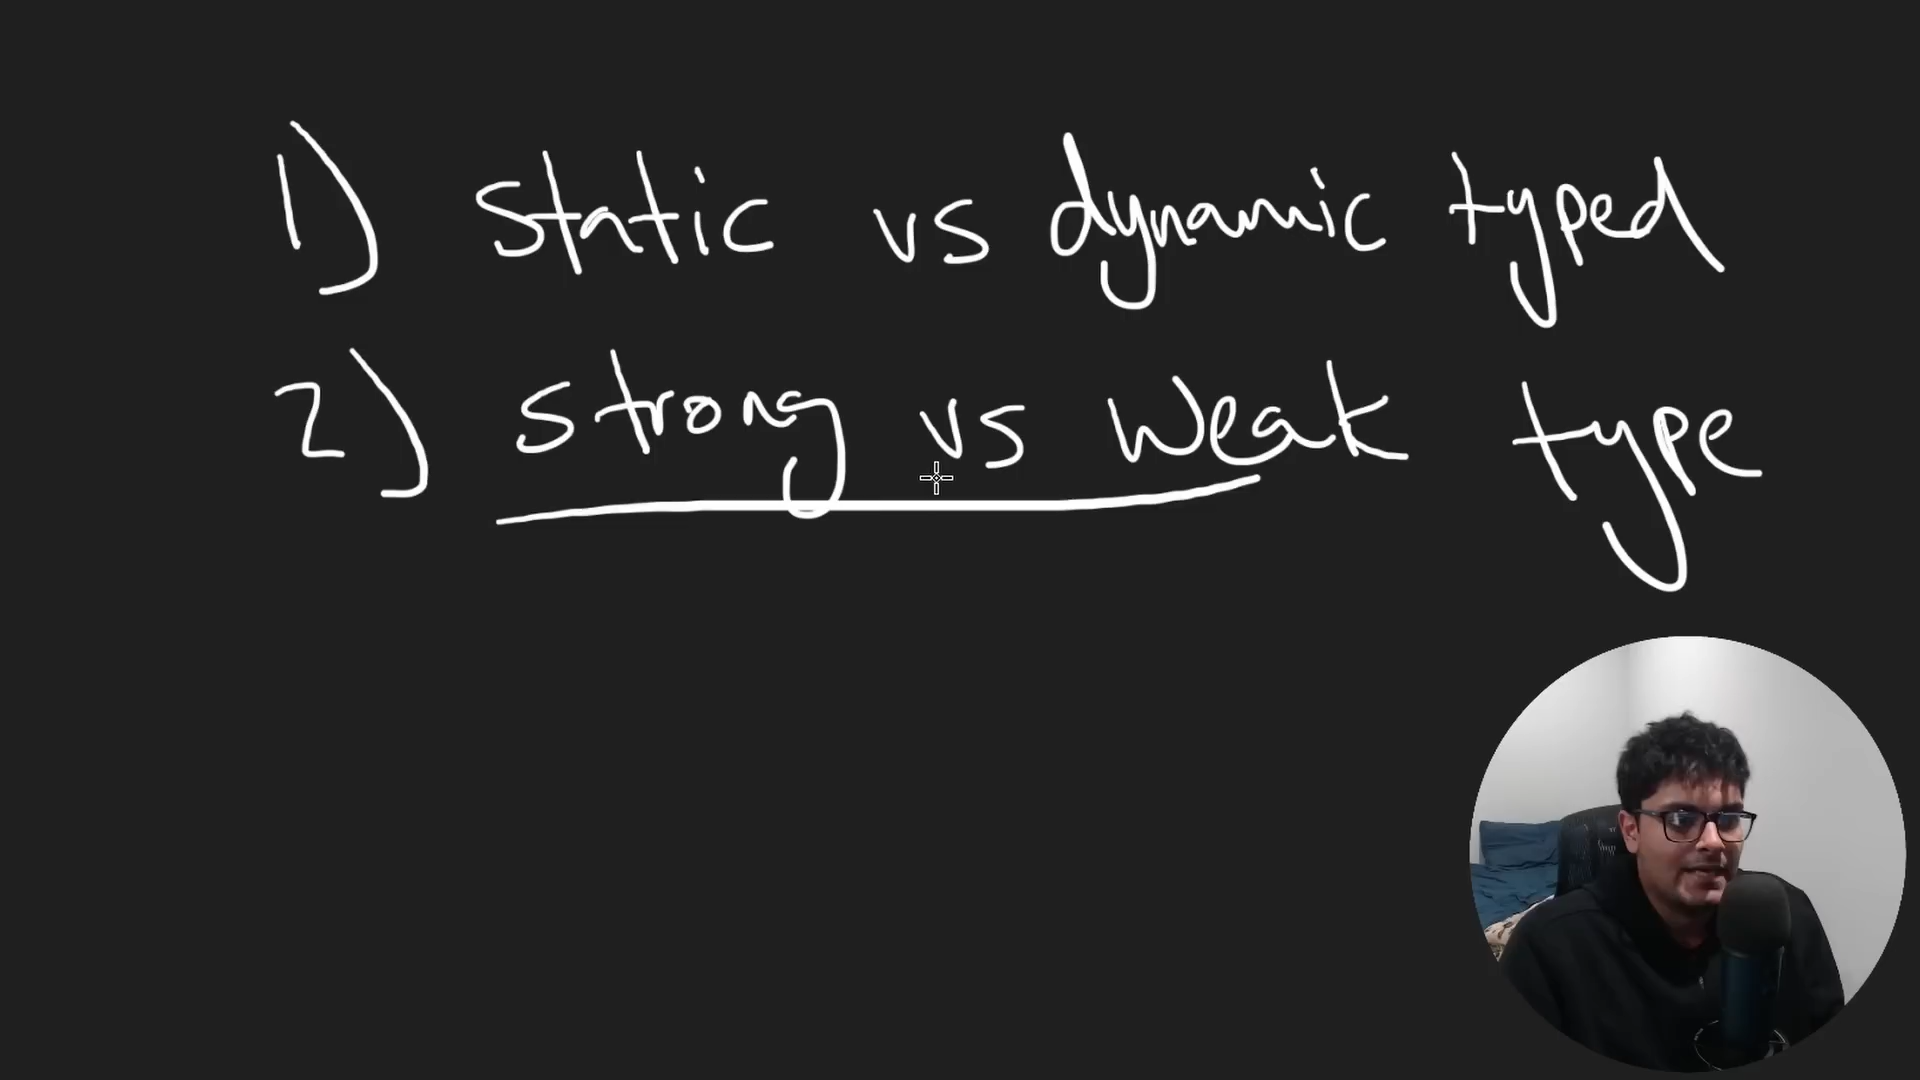 1) static vs dynamic typed
2) strong vs weak type